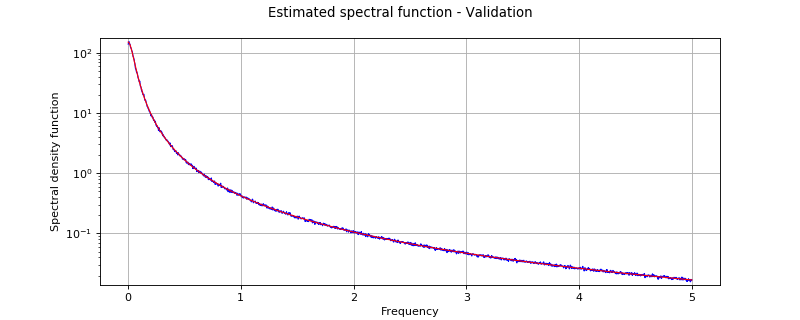 Estimated spectral function - Validation
Spectral density function
10²
10¹
10⁰
10⁻¹
0 1 2 3 4 5
Frequency